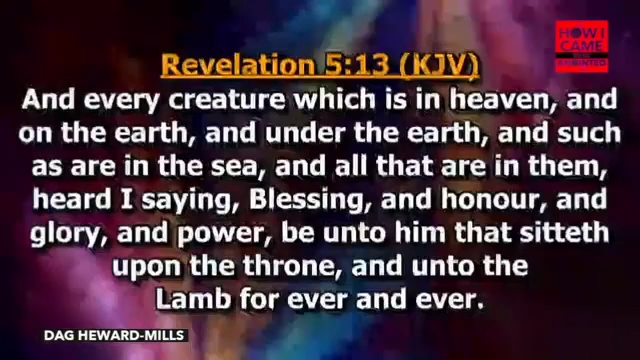 HOW I
CAME
ANOINTED
Revelation 5:13 (KJV)
And every creature which is in heaven, and
on the earth, and under the earth, and such
as are in the sea, and all that are in them,
heard I saying, Blessing, and honour, and
glory, and power, be unto him that sitteth
upon the throne, and unto the
Lamb for ever and ever.
DAG HEWARD-MILLS